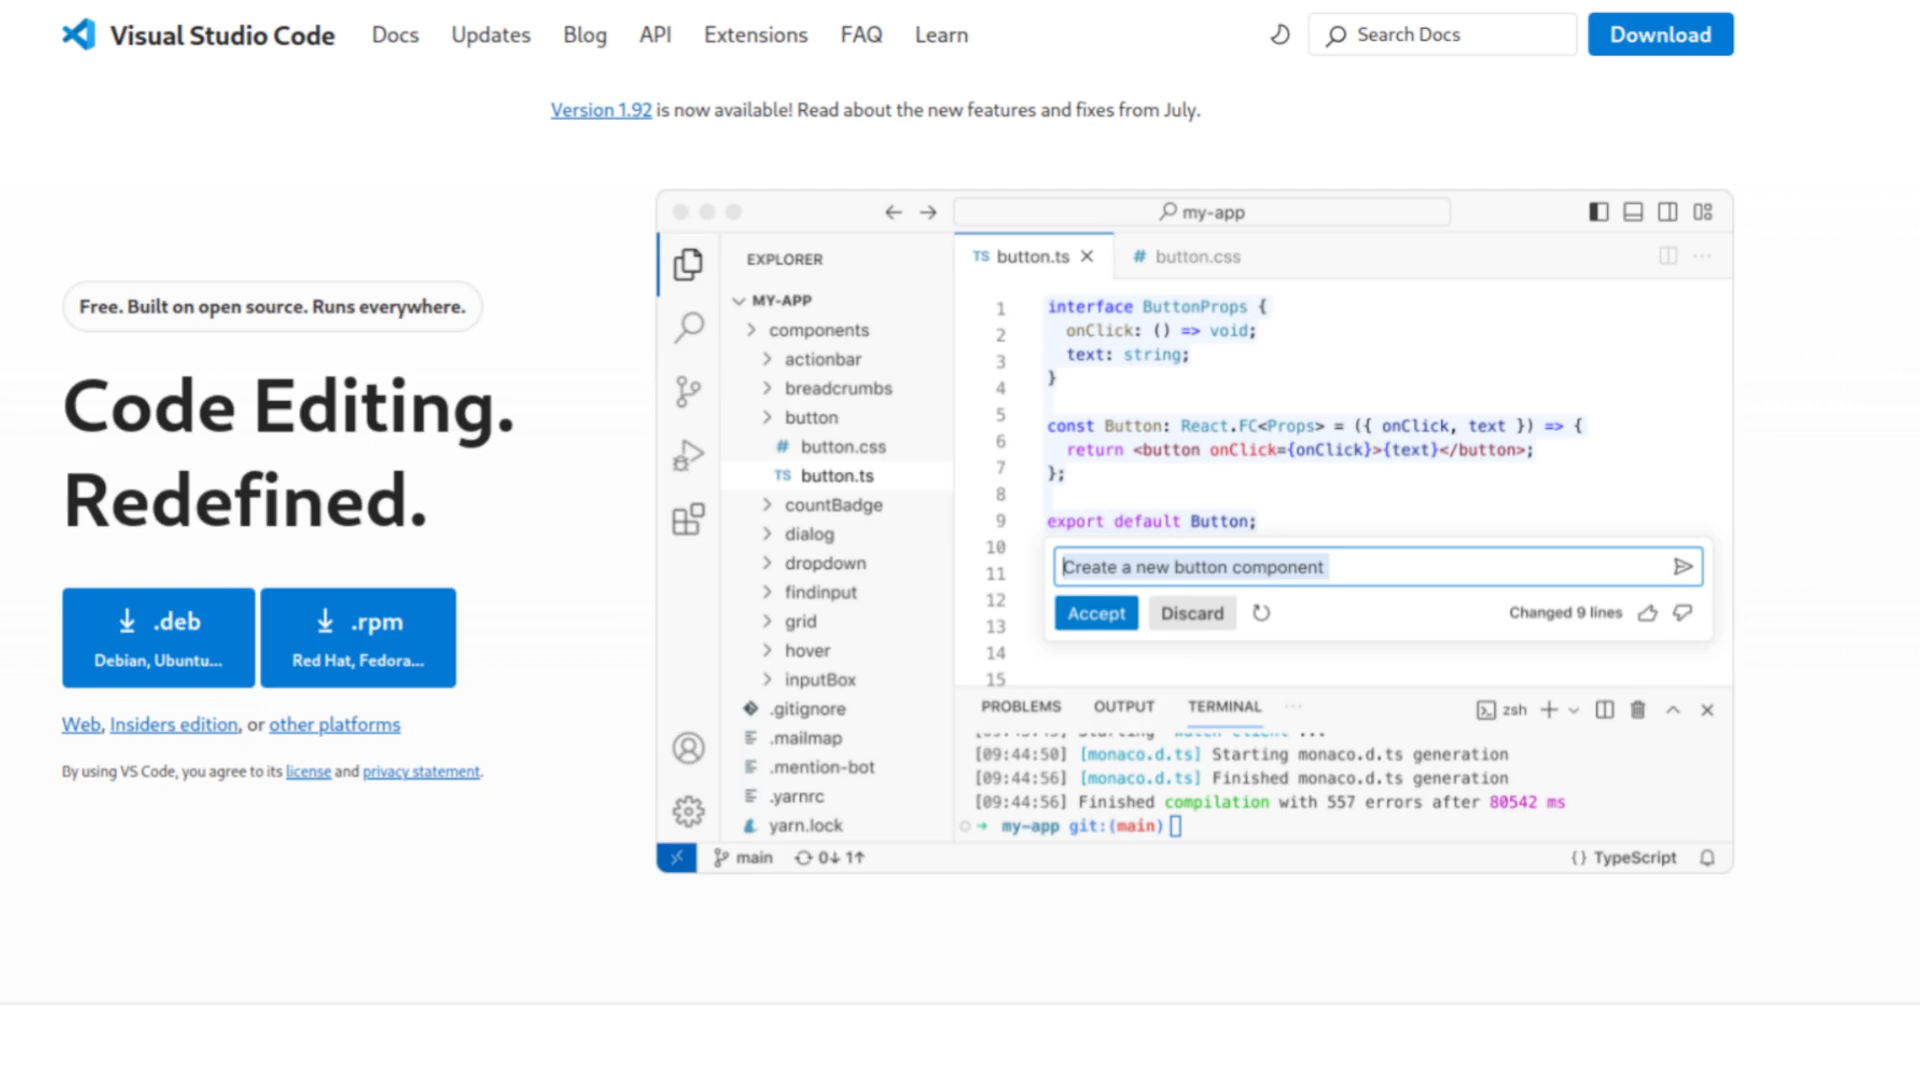 Visual Studio Code Docs Updates Blog API Extensions FAQ Learn Search Docs Download
Version 1.92 is now available! Read about the new features and fixes from July.
Free. Built on open source. Runs everywhere.
Code Editing.
Redefined.
.deb
Debian, Ubuntu...
.rpm
Red Hat, Fedora...
Web, Insiders edition, or other platforms
By using VS Code, you agree to its license and privacy statement.
my-app
EXPLORER
MY-APP
components
actionbar
breadcrumbs
button
# button.css
TS button.ts
countBadge
dialog
dropdown
findinput
grid
hover
inputBox
.gitignore
.mailmap
.mention-bot
.yarnrc
yarn.lock
TS button.ts # button.css
1
2
3
4
5
6
7
8
9
10
11
12
13
14
15
interface ButtonProps {
onClick: () => void;
text: string;
}
const Button: React.FC<Props> = ({ onClick, text }) => {
return <button onClick={onClick}>{text}</button>;
};
export default Button;
Create a new button component
Accept Discard Changed 9 lines
PROBLEMS OUTPUT TERMINAL ... zsh
[09:44:50] [monaco.d.ts] Starting monaco.d.ts generation
[09:44:56] [monaco.d.ts] Finished monaco.d.ts generation
[09:44:56] Finished compilation with 557 errors after 80542 ms
my-app git:(main)
main 0↓ 1↑ {} TypeScript